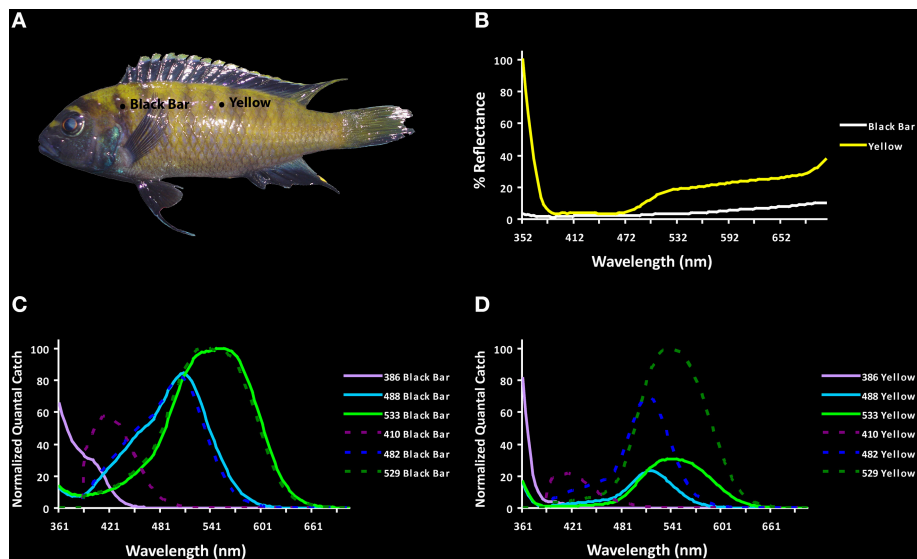 A
Black Bar
Yellow
B
% Reflectance
100
80
60
40
20
0
352 412 472 532 592 652
Wavelength (nm)
Black Bar
Yellow
C
Normalized Quantal Catch
100
80
60
40
20
0
361 421 481 541 601 661
Wavelength (nm)
386 Black Bar
488 Black Bar
533 Black Bar
410 Black Bar
482 Black Bar
529 Black Bar
D
Normalized Quantal Catch
100
80
60
40
20
0
361 421 481 541 601 661
Wavelength (nm)
386 Yellow
488 Yellow
533 Yellow
410 Yellow
482 Yellow
529 Yellow